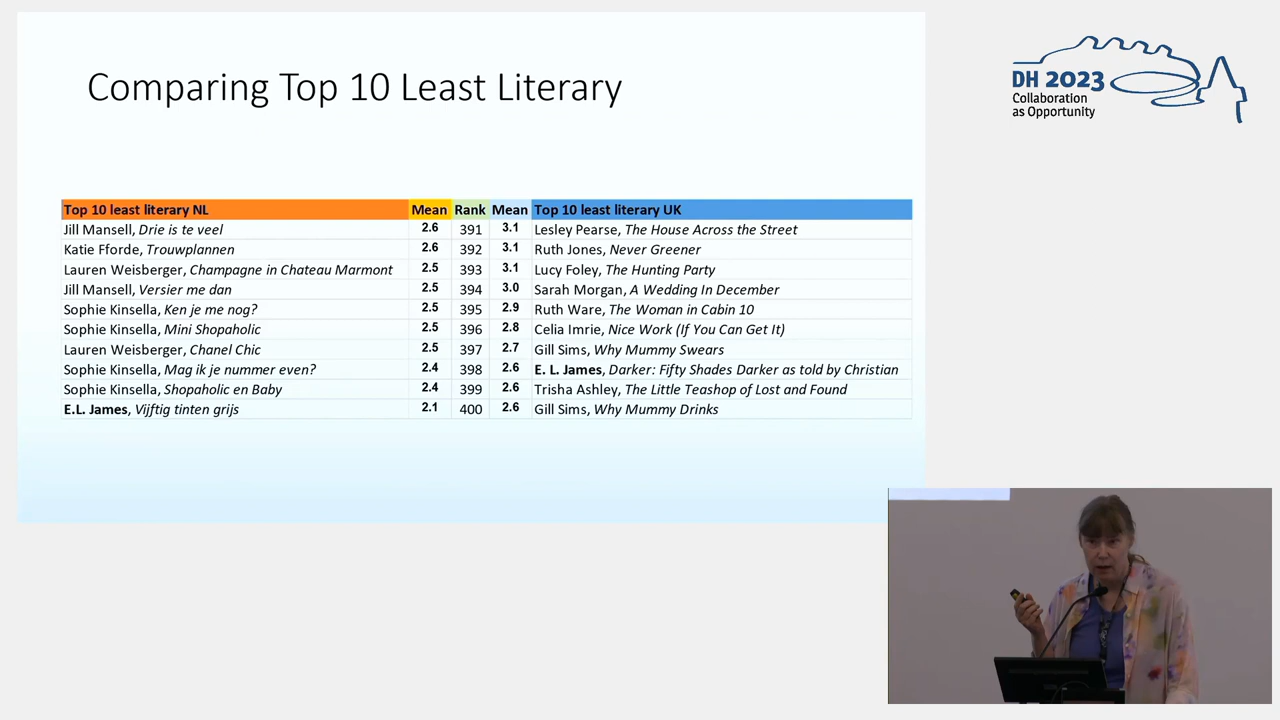 Comparing Top 10 Least Literary
DH 2023
Collaboration
as Opportunity
Top 10 least literary NL Mean Rank Mean Top 10 least literary UK
Jill Mansell, Drie is te veel 2.6 391 3.1 Lesley Pearse, The House Across the Street
Katie Fforde, Trouwplannen 2.6 392 3.1 Ruth Jones, Never Greener
Lauren Weisberger, Champagne in Chateau Marmont 2.5 393 3.1 Lucy Foley, The Hunting Party
Jill Mansell, Versier me dan 2.5 394 3.0 Sarah Morgan, A Wedding In December
Sophie Kinsella, Ken je me nog? 2.5 395 2.9 Ruth Ware, The Woman in Cabin 10
Sophie Kinsella, Mini Shopaholic 2.5 396 2.8 Celia Imrie, Nice Work (If You Can Get It)
Lauren Weisberger, Chanel Chic 2.5 397 2.7 Gill Sims, Why Mummy Swears
Sophie Kinsella, Mag ik je nummer even? 2.4 398 2.6 E. L. James, Darker: Fifty Shades Darker as told by Christian
Sophie Kinsella, Shopaholic en Baby 2.4 399 2.6 Trisha Ashley, The Little Teashop of Lost and Found
E.L. James, Vijftig tinten grijs 2.1 400 2.6 Gill Sims, Why Mummy Drinks